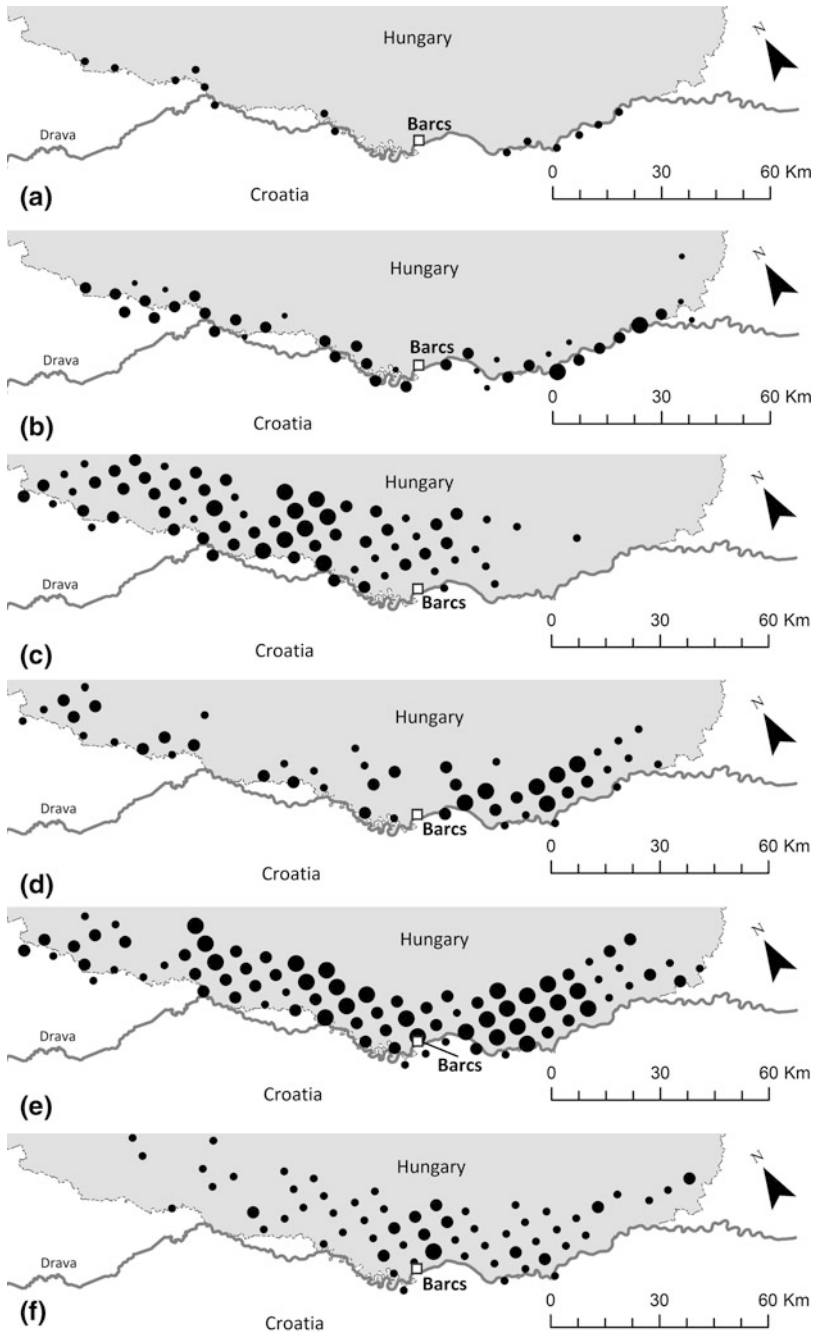 Hungary
N
Barcs
Drava
0 30 60 Km
Croatia
(a)
Hungary
N
Barcs
Drava
0 30 60 Km
Croatia
(b)
Hungary
N
Drava
Barcs
0 30 60 Km
Croatia
(c)
Hungary
N
Drava
Barcs
0 30 60 Km
Croatia
(d)
Hungary
N
Drava
Barcs
0 30 60 Km
Croatia
(e)
Hungary
N
Drava
Barcs
0 30 60 Km
Croatia
(f)